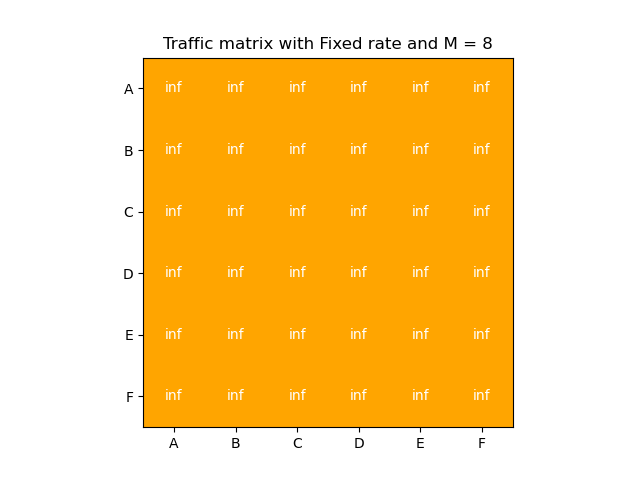 Traffic matrix with Fixed rate and M = 8
A inf inf inf inf inf inf
B inf inf inf inf inf inf
C inf inf inf inf inf inf
D inf inf inf inf inf inf
E inf inf inf inf inf inf
F inf inf inf inf inf inf
A B C D E F